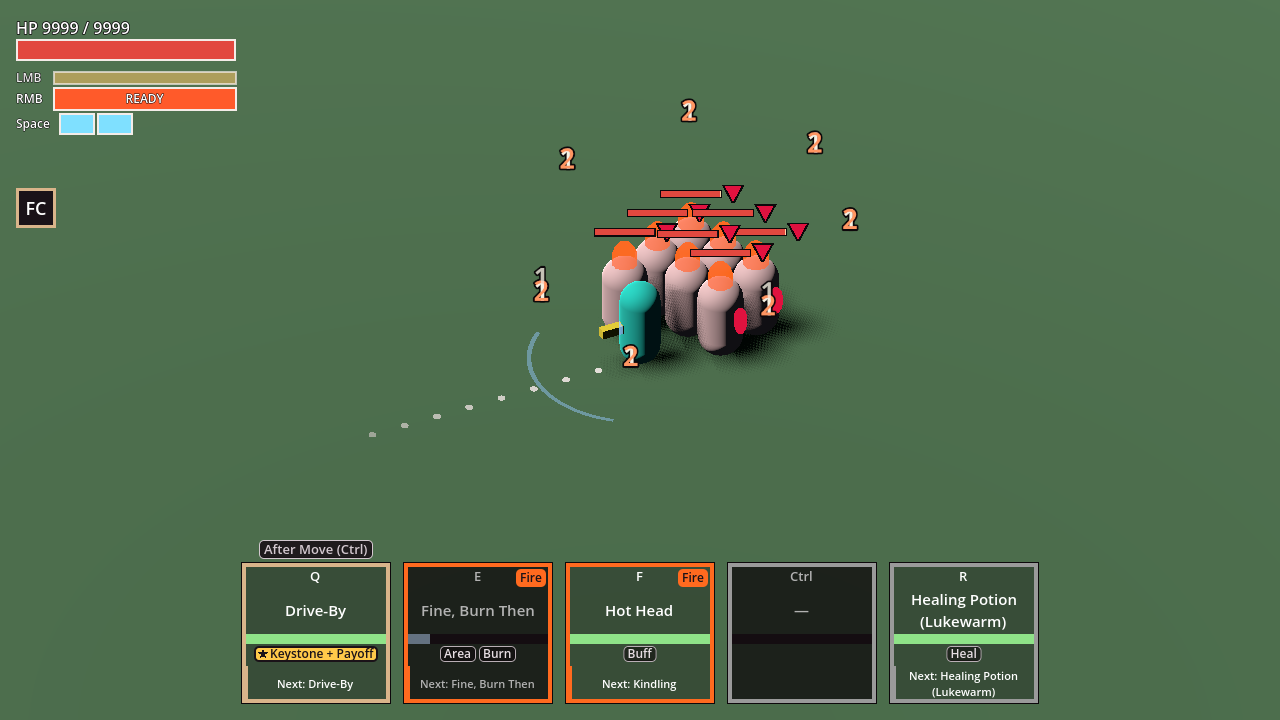 HP 9999 / 9999
LMB
RMB READY
Space
FC
2
2
2
2
1
2
1
2
2
After Move (Ctrl)
Q
Drive-By
★ Keystone + Payoff
Next: Drive-By
E Fire
Fine, Burn Then
Area Burn
Next: Fine, Burn Then
F Fire
Hot Head
Buff
Next: Kindling
Ctrl
—
R
Healing Potion
(Lukewarm)
Heal
Next: Healing Potion
(Lukewarm)